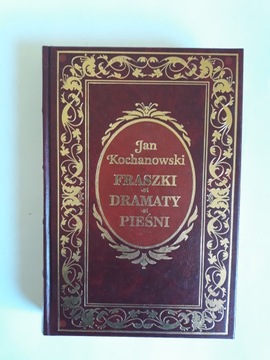 Jan
Kochanowski
FRASZKI
DRAMATY
PIEŚNI